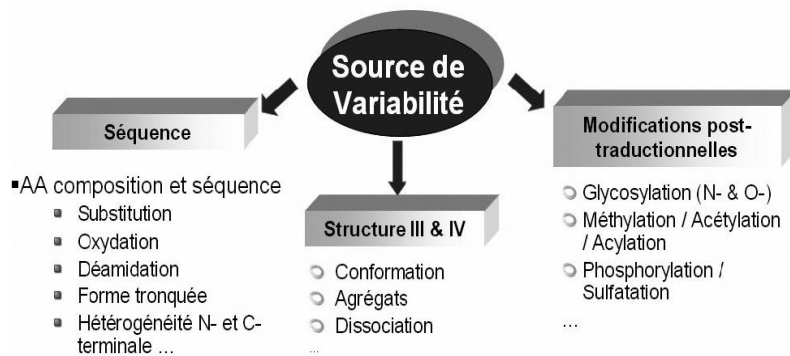 Source de
Variabilité
Séquence
▪AA composition et séquence
Substitution
Oxydation
Déamidation
Forme tronquée
Hétérogénéité N- et C-
terminale ...
Structure III & IV
Conformation
Agrégats
Dissociation
...
Modifications post-
traductionnelles
Glycosylation (N- & O-)
Méthylation / Acétylation
/ Acylation
Phosphorylation /
Sulfatation
...